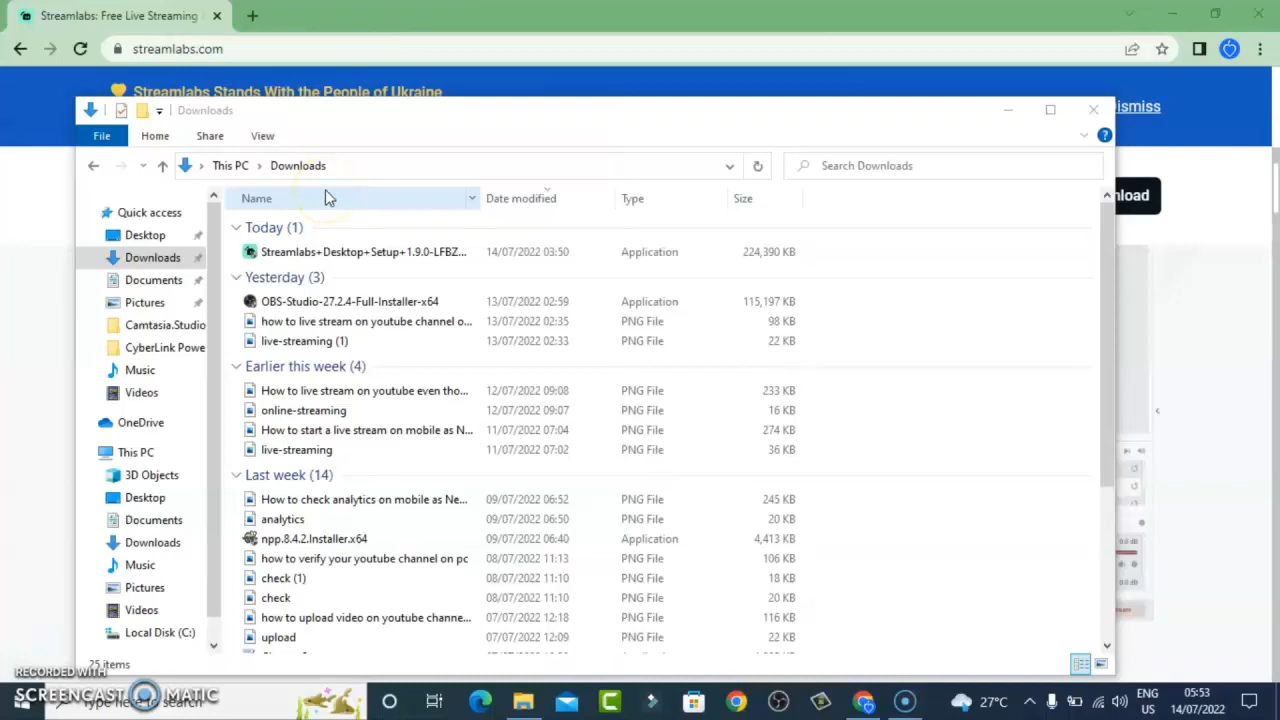 Streamlabs: Free Live Streaming
streamlabs.com
Streamlabs Stands With the People of Ukraine
Dismiss
Downloads
File Home Share View
This PC > Downloads
Search Downloads
Name Date modified Type Size
Quick access
Desktop
Downloads
Documents
Pictures
Camtasia.Studio
CyberLink Powe
Music
Videos
OneDrive
This PC
3D Objects
Desktop
Documents
Downloads
Music
Pictures
Videos
Local Disk (C:)
Today (1)
Streamlabs+Desktop+Setup+1.9.0-LFBZ... 14/07/2022 03:50 Application 224,390 KB
Yesterday (3)
OBS-Studio-27.2.4-Full-Installer-x64 13/07/2022 02:59 Application 115,197 KB
how to live stream on youtube channel o... 13/07/2022 02:35 PNG File 98 KB
live-streaming (1) 13/07/2022 02:33 PNG File 22 KB
Earlier this week (4)
How to live stream on youtube even tho... 12/07/2022 09:08 PNG File 233 KB
online-streaming 12/07/2022 09:07 PNG File 16 KB
How to start a live stream on mobile as N... 11/07/2022 07:04 PNG File 274 KB
live-streaming 11/07/2022 07:02 PNG File 36 KB
Last week (14)
How to check analytics on mobile as Ne... 09/07/2022 06:52 PNG File 245 KB
analytics 09/07/2022 06:50 PNG File 20 KB
npp.8.4.2.Installer.x64 09/07/2022 06:40 Application 4,413 KB
how to verify your youtube channel on pc 08/07/2022 11:13 PNG File 106 KB
check (1) 08/07/2022 11:10 PNG File 18 KB
check 08/07/2022 11:10 PNG File 20 KB
how to upload video on youtube channe... 07/07/2022 12:18 PNG File 116 KB
upload 07/07/2022 12:09 PNG File 22 KB
nload
25 items
RECORDED WITH
SCREENCAST MATIC
Type here to search
27°C
ENG
US
05:53
14/07/2022